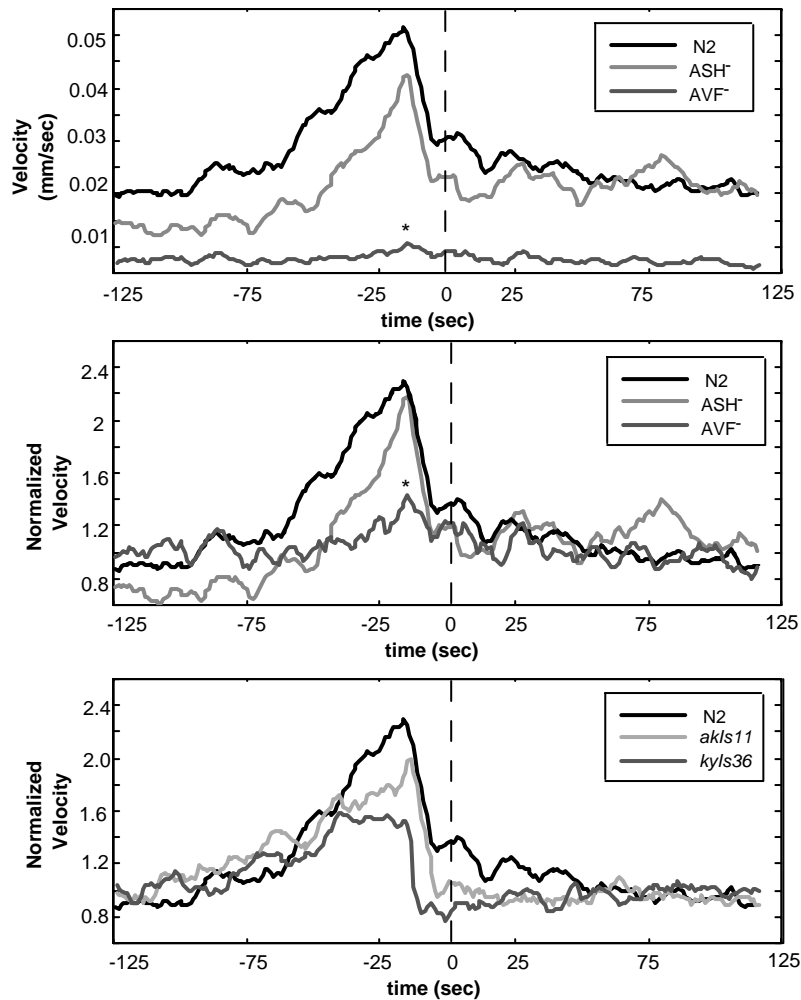 0.05
0.04
0.03
0.02
0.01
Velocity
(mm/sec)
N2
ASH-
AVF-
*
-125 -75 -25 0 25 75 125
time (sec)
2.4
2
1.6
1.2
0.8
Normalized
Velocity
N2
ASH-
AVF-
*
-125 -75 -25 0 25 75 125
time (sec)
2.4
2.0
1.6
1.2
0.8
Normalized
Velocity
N2
akIs11
kyIs36
-125 -75 -25 0 25 75 125
time (sec)